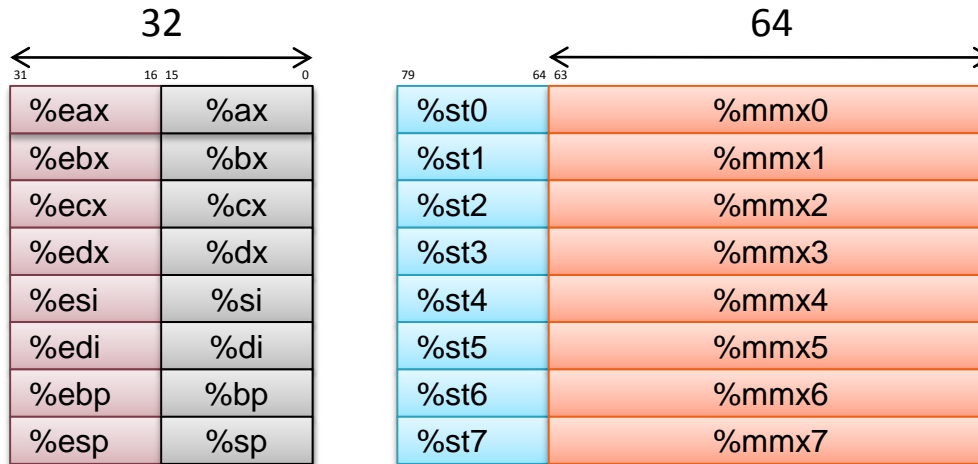 32 64
31 16 15 0 79 64 63
%eax %ax %st0 %mmx0
%ebx %bx %st1 %mmx1
%ecx %cx %st2 %mmx2
%edx %dx %st3 %mmx3
%esi %si %st4 %mmx4
%edi %di %st5 %mmx5
%ebp %bp %st6 %mmx6
%esp %sp %st7 %mmx7